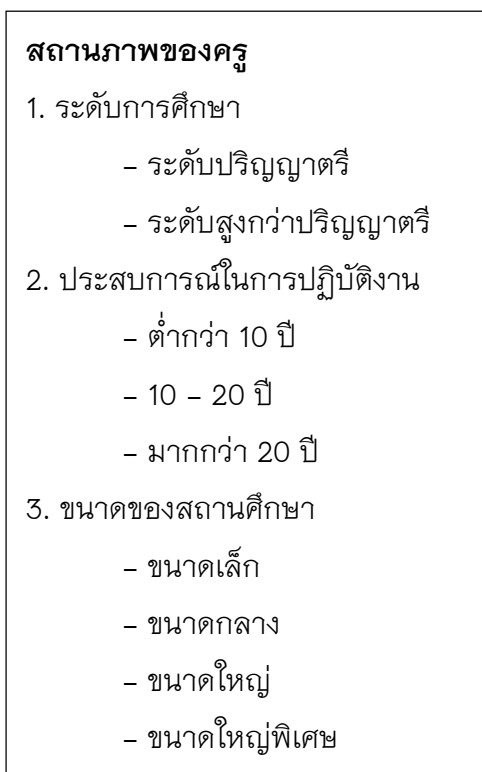 สถานภาพของครู
1. ระดับการศึกษา
– ระดับปริญญาตรี
– ระดับสูงกว่าปริญญาตรี
2. ประสบการณ์ในการปฏิบัติงาน
– ต่ำกว่า 10 ปี
– 10 – 20 ปี
– มากกว่า 20 ปี
3. ขนาดของสถานศึกษา
– ขนาดเล็ก
– ขนาดกลาง
– ขนาดใหญ่
– ขนาดใหญ่พิเศษ